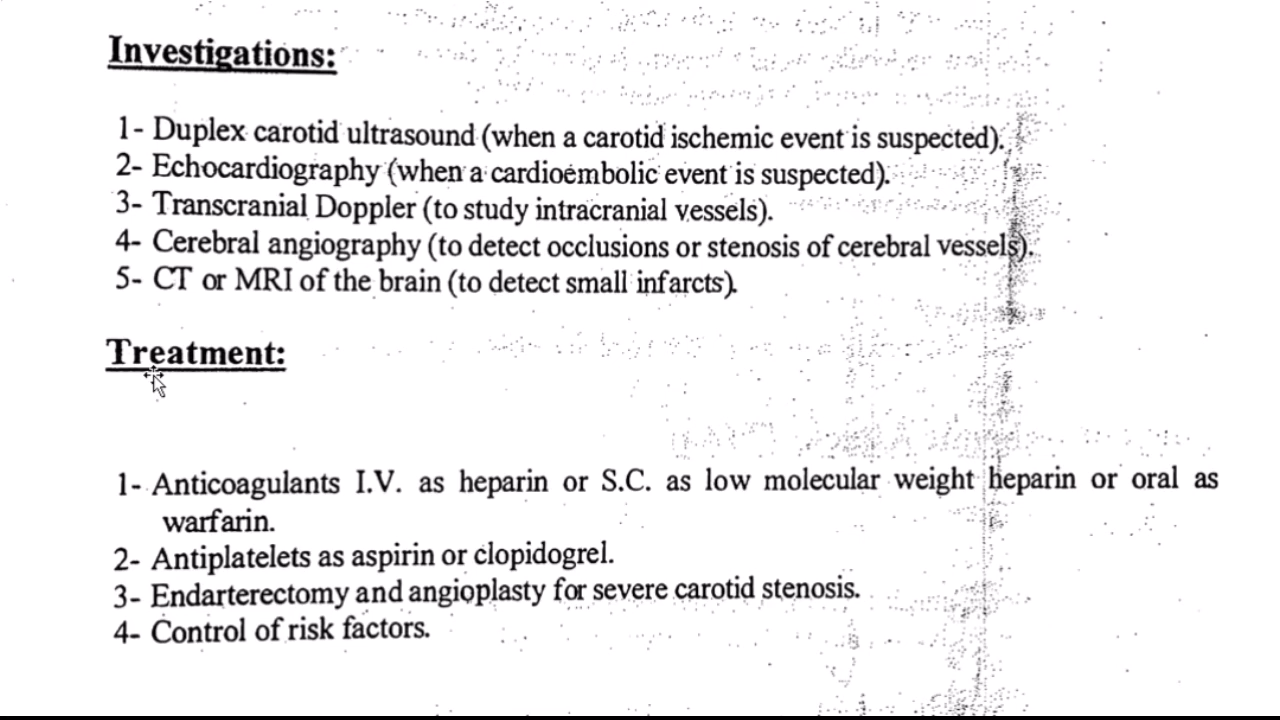 Investigations:
1- Duplex carotid ultrasound (when a carotid ischemic event is suspected).
2- Echocardiography (when a cardioembolic event is suspected).
3- Transcranial Doppler (to study intracranial vessels).
4- Cerebral angiography (to detect occlusions or stenosis of cerebral vessels).
5- CT or MRI of the brain (to detect small infarcts).
Treatment:
1- Anticoagulants I.V. as heparin or S.C. as low molecular weight heparin or oral as
warfarin.
2- Antiplatelets as aspirin or clopidogrel.
3- Endarterectomy and angioplasty for severe carotid stenosis.
4- Control of risk factors.